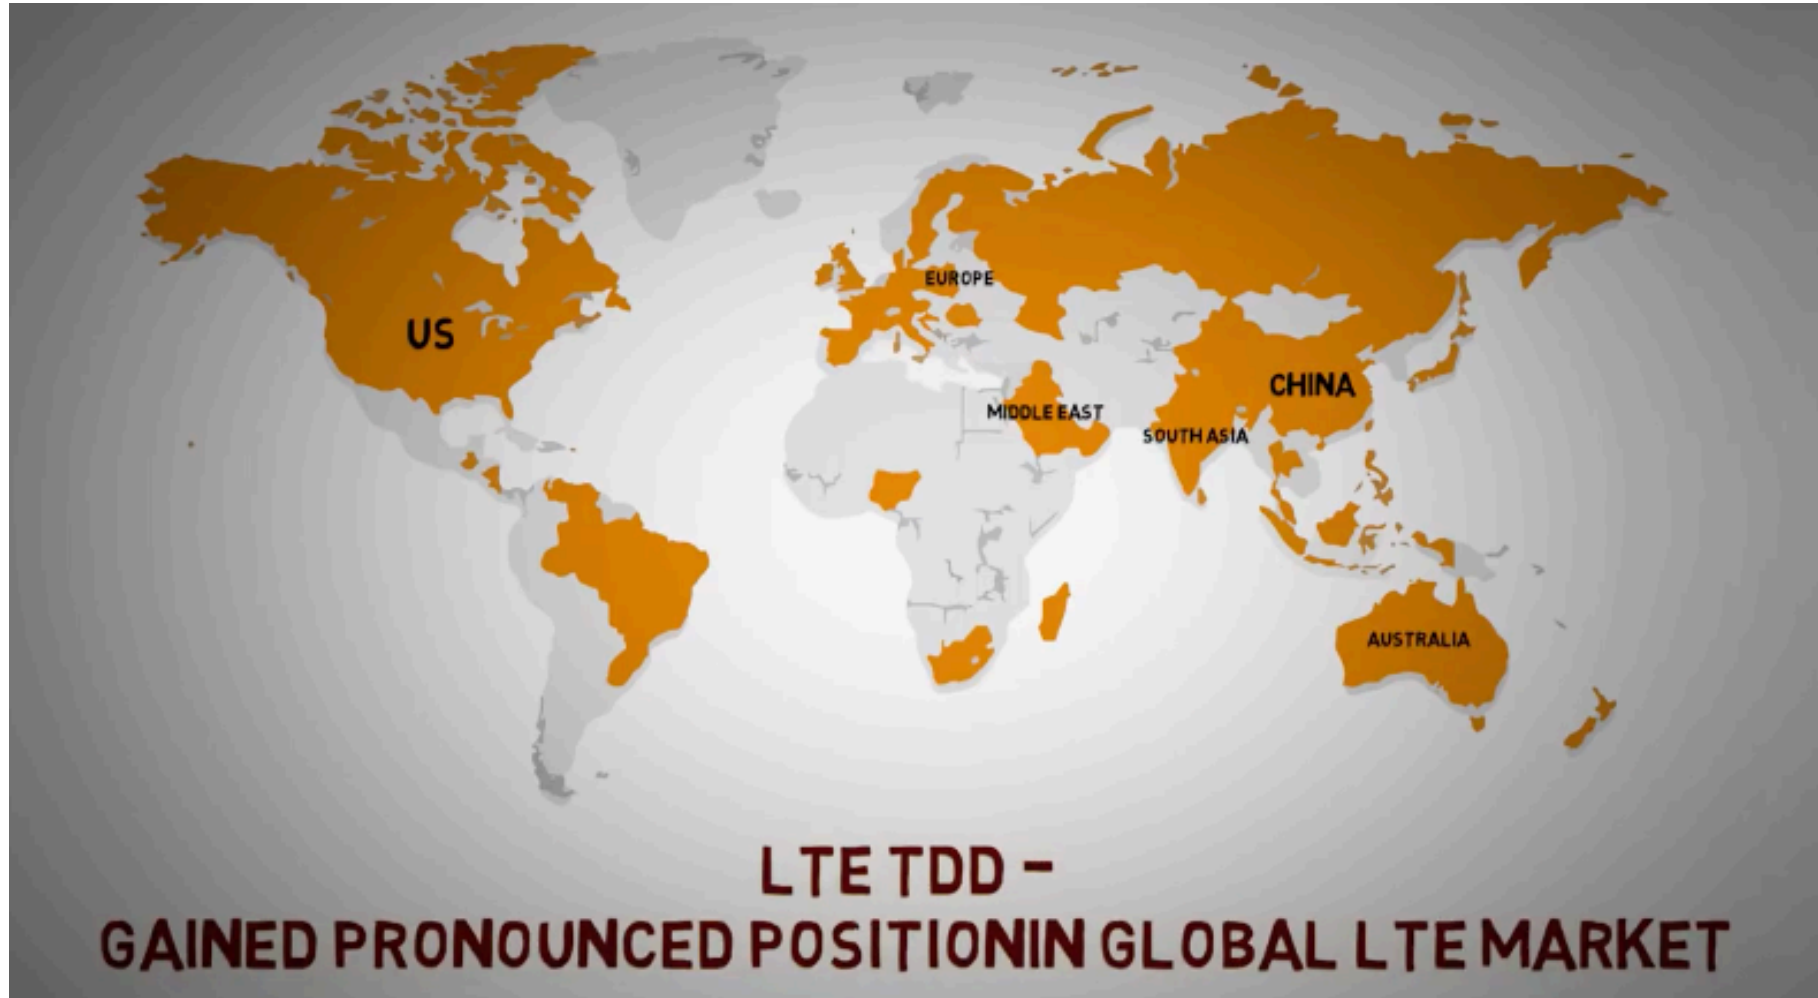 US
EUROPE
CHINA
MIDDLE EAST
SOUTH ASIA
AUSTRALIA
LTE TDD -
GAINED PRONOUNCED POSITIONIN GLOBAL LTE MARKET